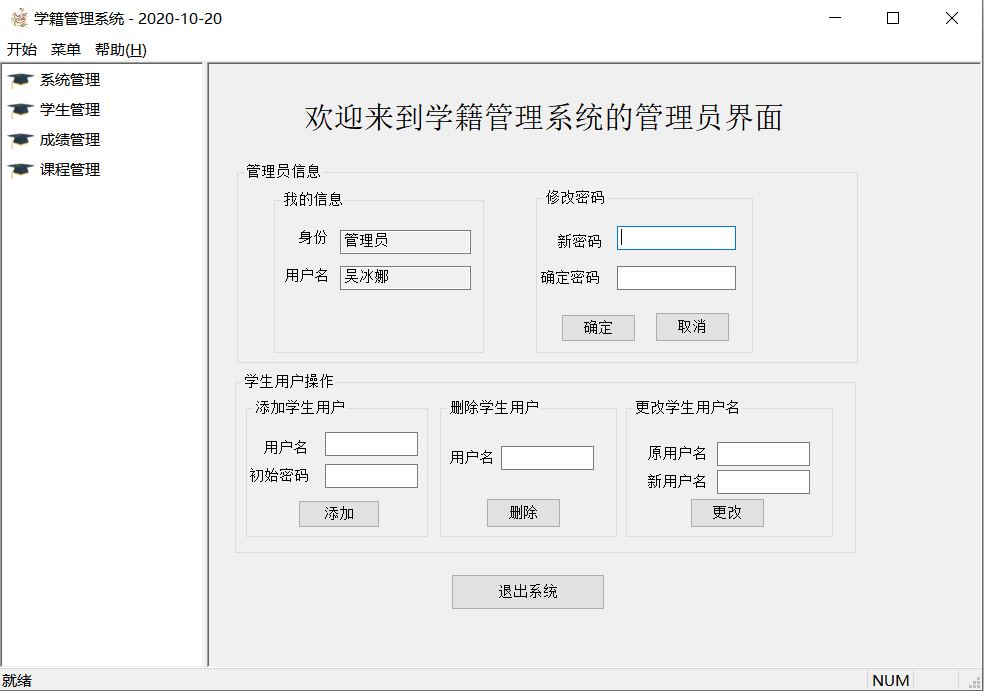 学籍管理系统 - 2020-10-20
开始 菜单 帮助(H)
系统管理
学生管理
成绩管理
课程管理
欢迎来到学籍管理系统的管理员界面
管理员信息
我的信息
身份 管理员
用户名 吴冰娜
修改密码
新密码
确定密码
确定 取消
学生用户操作
添加学生用户
用户名
初始密码
添加
删除学生用户
用户名
删除
更改学生用户名
原用户名
新用户名
更改
退出系统
就绪 NUM